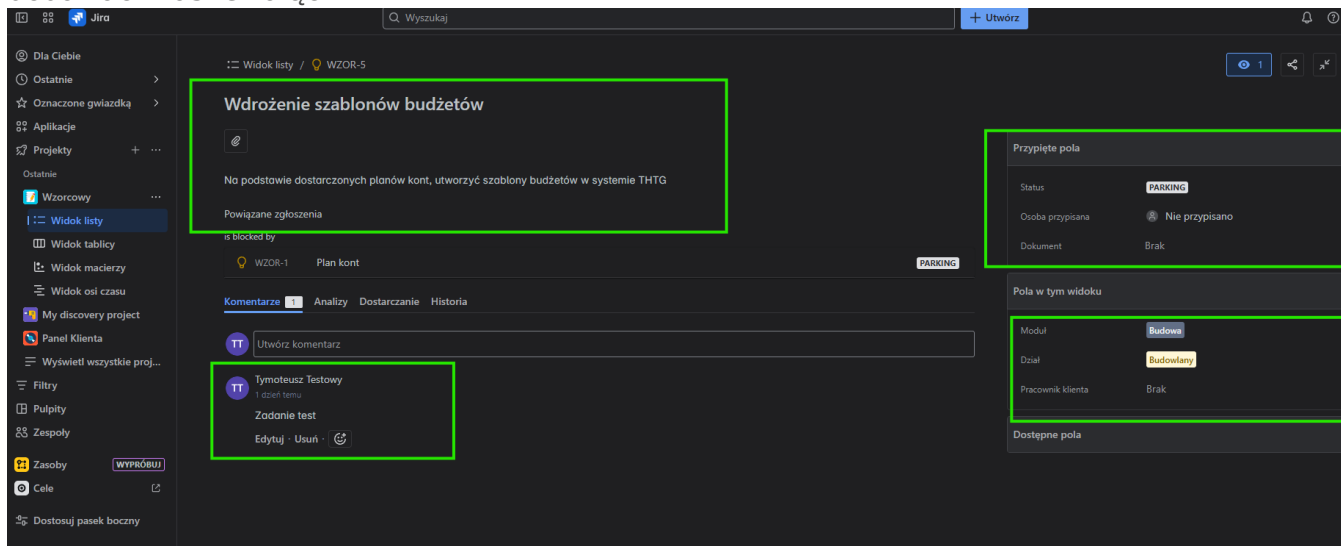 Jira
Wyszukaj
+ Utwórz
Dla Ciebie
Ostatnie
Oznaczone gwiazdką
Aplikacje
Projekty
Ostatnie
Wzorcowy
Widok listy
Widok tablicy
Widok macierzy
Widok osi czasu
My discovery project
Panel Klienta
Wyświetl wszystkie proj...
Filtry
Pulpity
Zespoły
Zasoby WYPRÓBUJ
Cele
Dostosuj pasek boczny
Widok listy / WZOR-5
1
Wdrożenie szablonów budżetów
Na podstawie dostarczonych planów kont, utworzyć szablony budżetów w systemie THTG
Powiązane zgłoszenia
is blocked by
WZOR-1 Plan kont PARKING
Komentarze 1 Analizy Dostarczanie Historia
TT Utwórz komentarz
TT Tymoteusz Testowy
1 dzień temu
Zadanie test
Edytuj · Usuń ·
Przypięte pola
Status PARKING
Osoba przypisana Nie przypisano
Dokument Brak
Pola w tym widoku
Moduł Budowa
Dział Budowlany
Pracownik klienta Brak
Dostępne pola